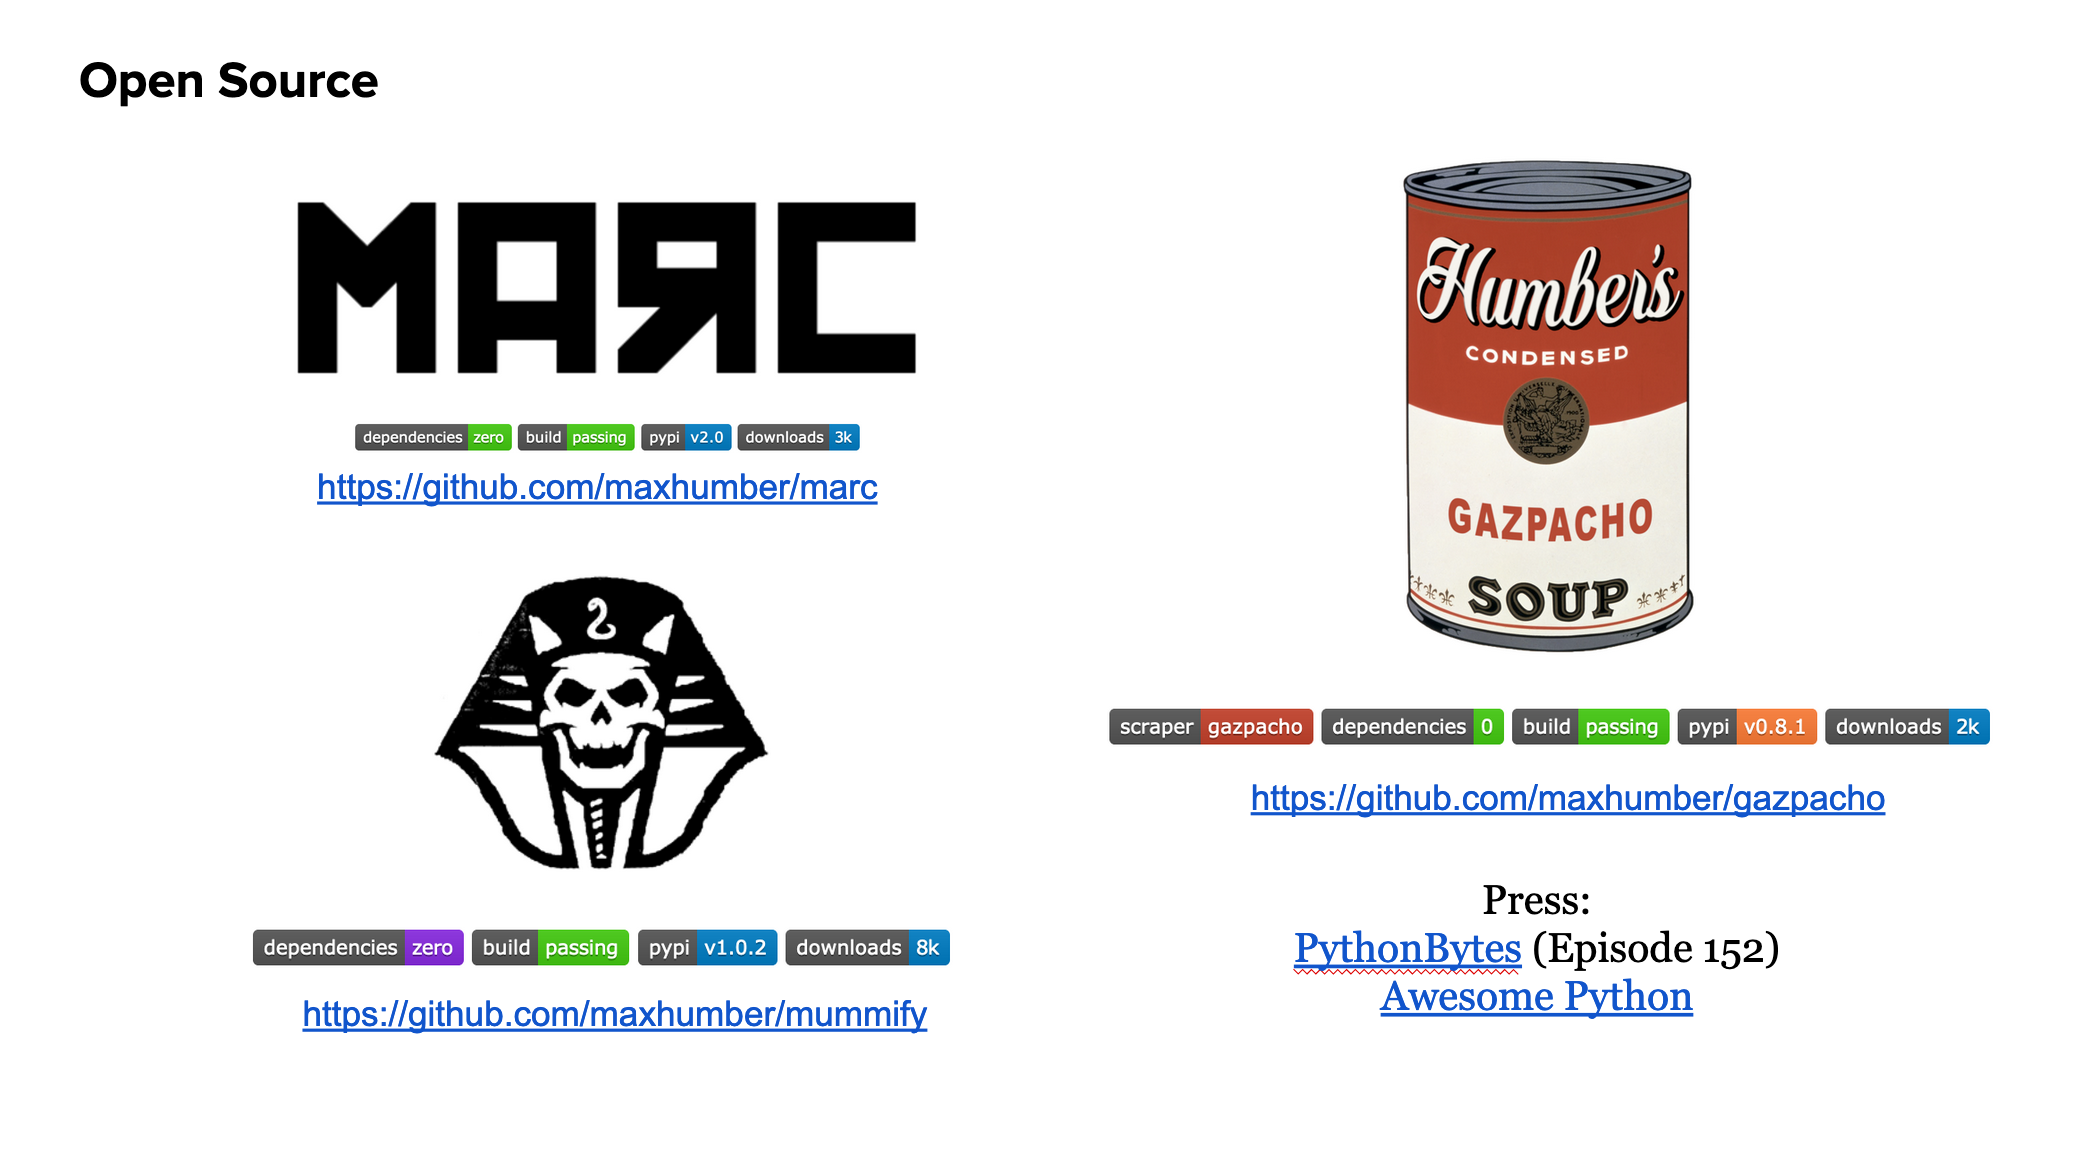 Open Source
MARC
dependencies zero build passing pypi v2.0 downloads 3k
https://github.com/maxhumber/marc
dependencies zero build passing pypi v1.0.2 downloads 8k
https://github.com/maxhumber/mummify
Humber's
CONDENSED
GAZPACHO
SOUP
scraper gazpacho dependencies 0 build passing pypi v0.8.1 downloads 2k
https://github.com/maxhumber/gazpacho
Press:
PythonBytes (Episode 152)
Awesome Python